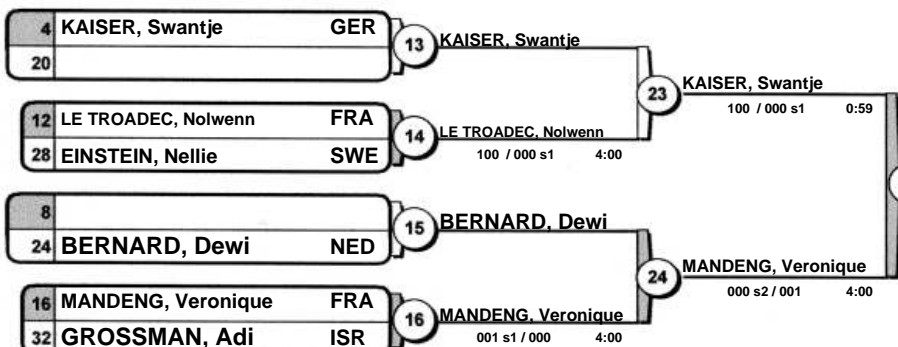 4 KAISER, Swantje GER
20
13
KAISER, Swantje
12 LE TROADEC, Nolwenn FRA
28 EINSTEIN, Nellie SWE
14
LE TROADEC, Nolwenn
100 / 000 s1 4:00
23
KAISER, Swantje
100 / 000 s1 0:59
8
24 BERNARD, Dewi NED
15
BERNARD, Dewi
16 MANDENG, Veronique FRA
32 GROSSMAN, Adi ISR
16
MANDENG, Veronique
001 s1 / 000 4:00
24
MANDENG, Veronique
000 s2 / 001 4:00